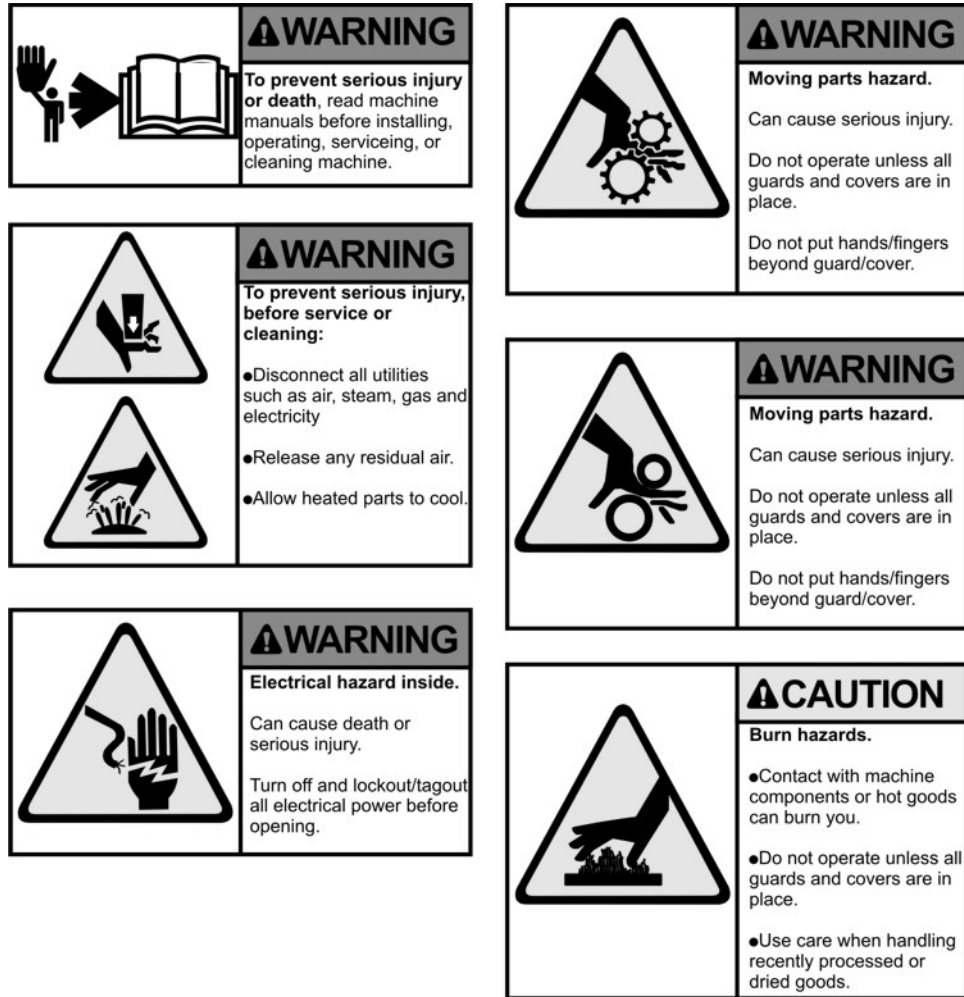 WARNING
To prevent serious injury
or death, read machine
manuals before installing,
operating, serviceing, or
cleaning machine.
WARNING
To prevent serious injury,
before service or
cleaning:
●Disconnect all utilities
such as air, steam, gas and
electricity
●Release any residual air.
●Allow heated parts to cool.
WARNING
Electrical hazard inside.
Can cause death or
serious injury.
Turn off and lockout/tagout
all electrical power before
opening.
WARNING
Moving parts hazard.
Can cause serious injury.
Do not operate unless all
guards and covers are in
place.
Do not put hands/fingers
beyond guard/cover.
WARNING
Moving parts hazard.
Can cause serious injury.
Do not operate unless all
guards and covers are in
place.
Do not put hands/fingers
beyond guard/cover.
CAUTION
Burn hazards.
●Contact with machine
components or hot goods
can burn you.
●Do not operate unless all
guards and covers are in
place.
●Use care when handling
recently processed or
dried goods.